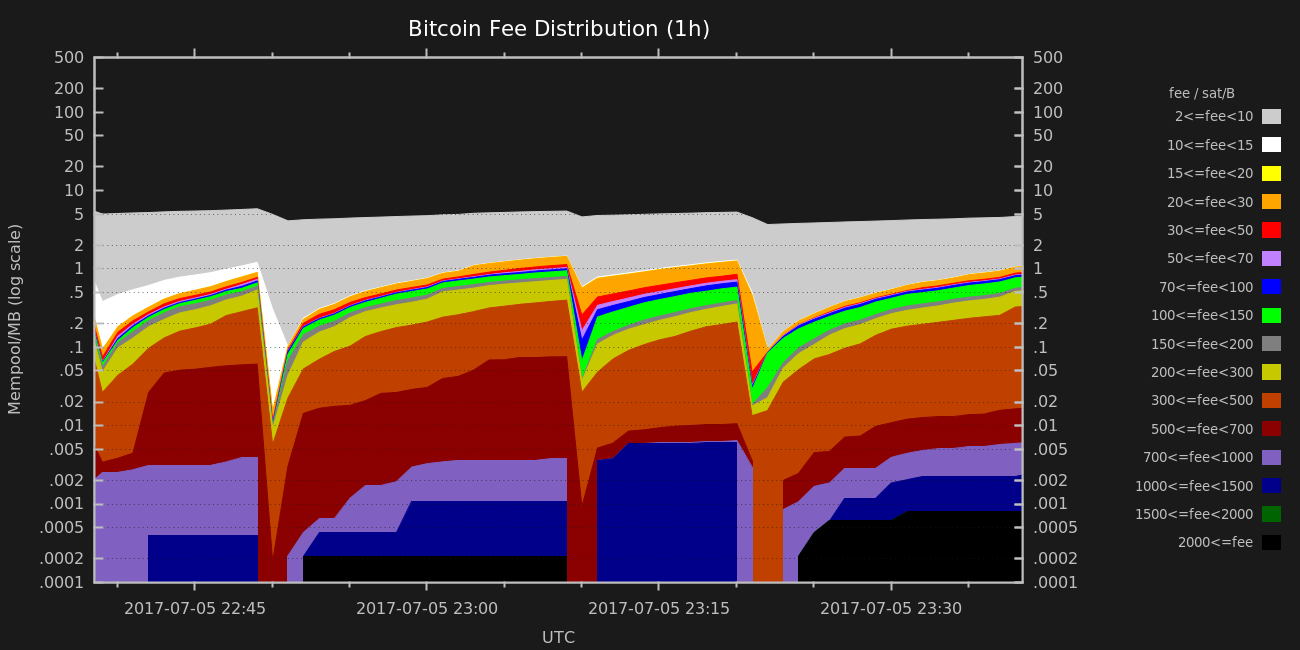 Bitcoin Fee Distribution (1h)
500 500
200 200
100 100
50 50
20 20
10 10
5 5
2 2
1 1
.5 .5
.2 .2
.1 .1
.05 .05
.02 .02
.01 .01
.005 .005
.002 .002
.001 .001
.0005 .0005
.0002 .0002
.0001 .0001
Mempool/MB (log scale)
2017-07-05 22:45 2017-07-05 23:00 2017-07-05 23:15 2017-07-05 23:30
UTC
fee / sat/B
2<=fee<10
10<=fee<15
15<=fee<20
20<=fee<30
30<=fee<50
50<=fee<70
70<=fee<100
100<=fee<150
150<=fee<200
200<=fee<300
300<=fee<500
500<=fee<700
700<=fee<1000
1000<=fee<1500
1500<=fee<2000
2000<=fee